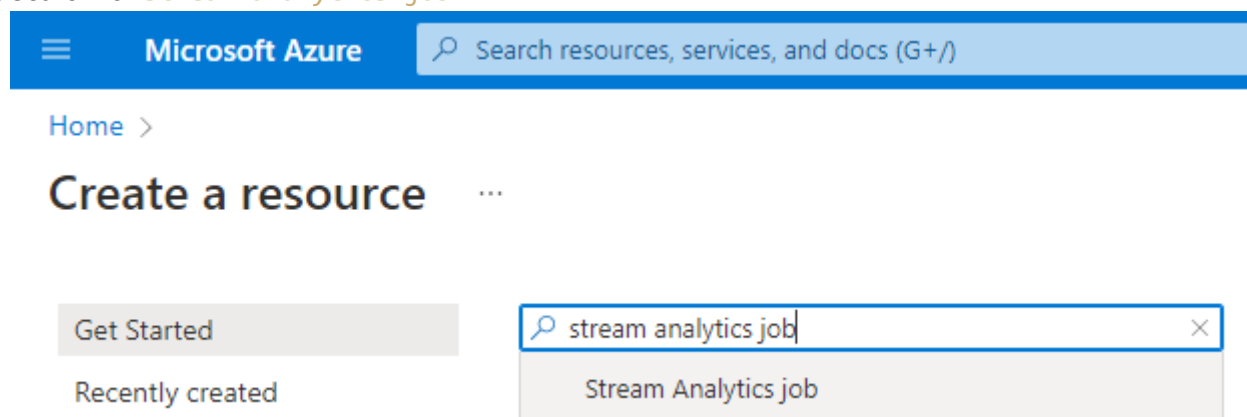 Microsoft Azure
Search resources, services, and docs (G+/)
Home >
Create a resource ...
Get Started
stream analytics job
Recently created
Stream Analytics job